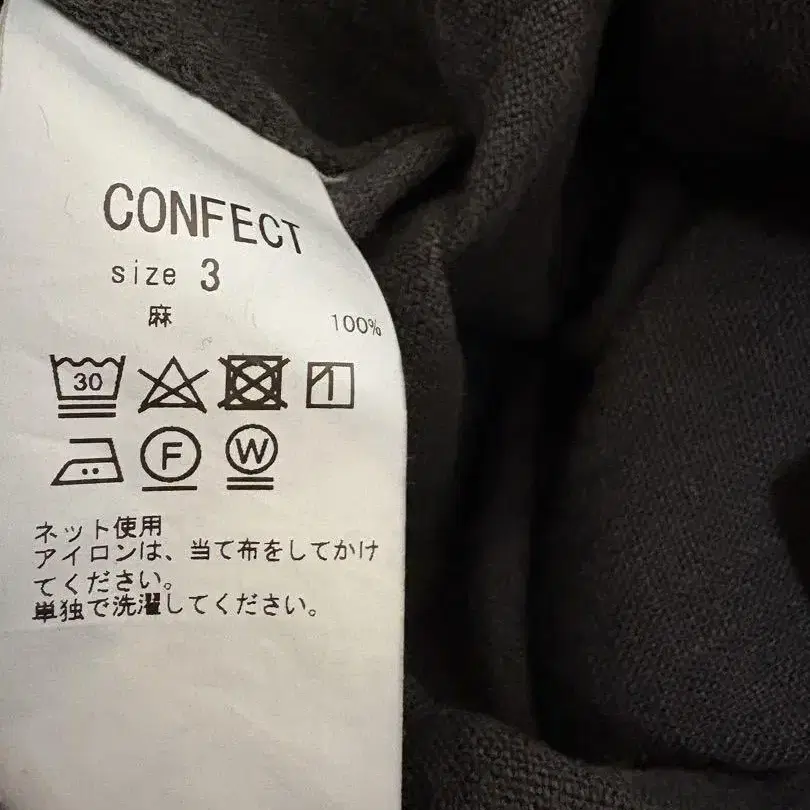 CONFECT
size 3
麻 100%
30
F W
ネット使用
アイロンは、当て布をしてかけ
てください。
単独で洗濯してください。